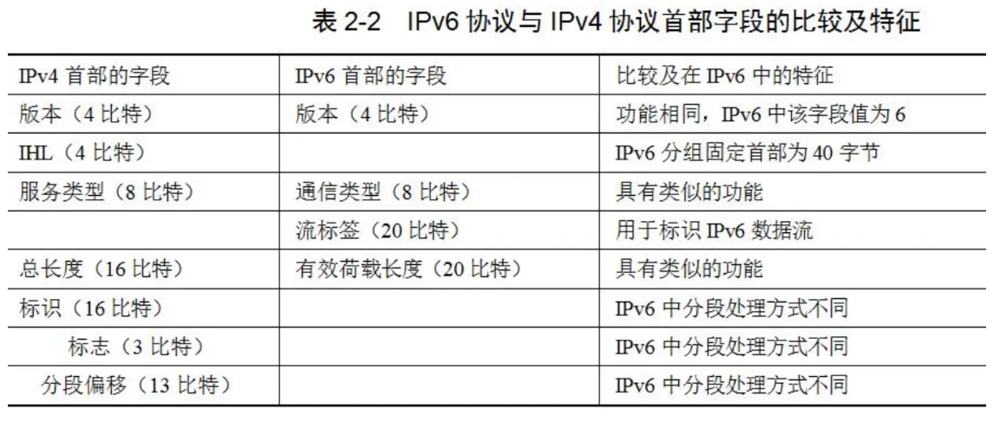 表 2-2 IPv6 协议与 IPv4 协议首部字段的比较及特征
IPv4 首部的字段 IPv6 首部的字段 比较及在 IPv6 中的特征
版本（4 比特） 版本（4 比特） 功能相同，IPv6 中该字段值为 6
IHL（4 比特） IPv6 分组固定首部为 40 字节
服务类型（8 比特） 通信类型（8 比特） 具有类似的功能
流标签（20 比特） 用于标识 IPv6 数据流
总长度（16 比特） 有效荷载长度（20 比特） 具有类似的功能
标识（16 比特） IPv6 中分段处理方式不同
标志（3 比特） IPv6 中分段处理方式不同
分段偏移（13 比特） IPv6 中分段处理方式不同